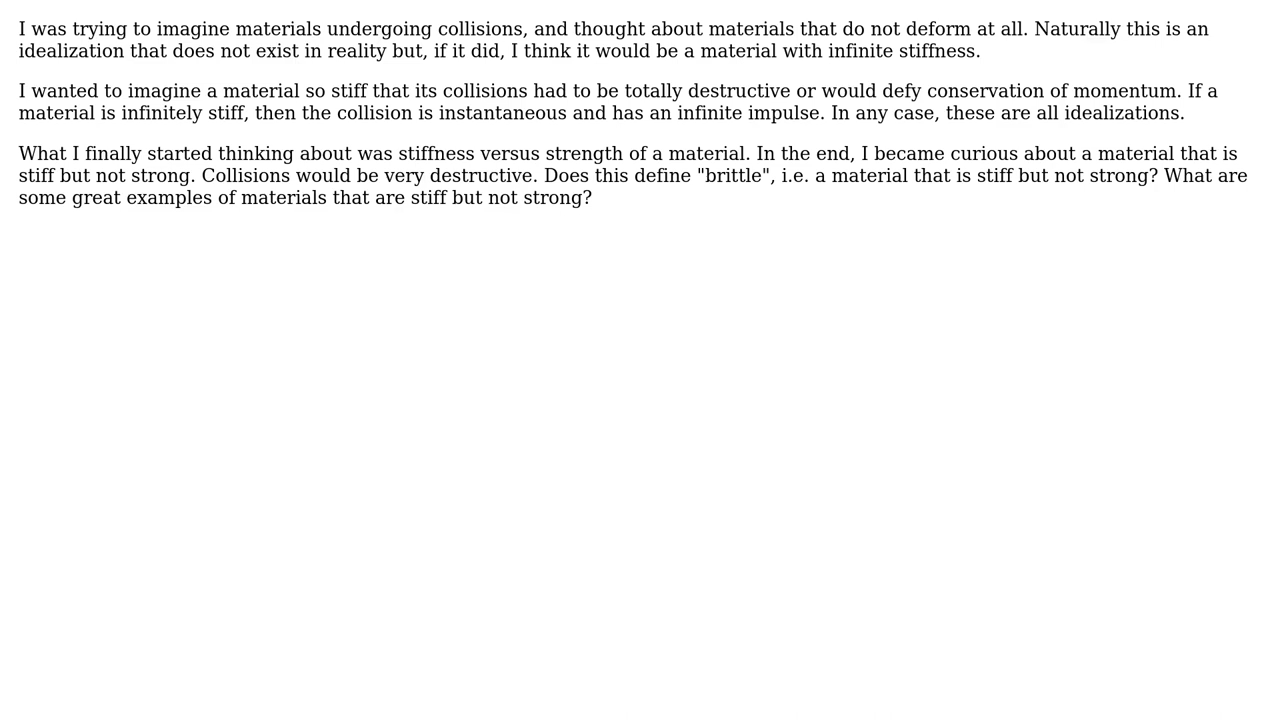 I was trying to imagine materials undergoing collisions, and thought about materials that do not deform at all. Naturally this is an
idealization that does not exist in reality but, if it did, I think it would be a material with infinite stiffness.
I wanted to imagine a material so stiff that its collisions had to be totally destructive or would defy conservation of momentum. If a
material is infinitely stiff, then the collision is instantaneous and has an infinite impulse. In any case, these are all idealizations.
What I finally started thinking about was stiffness versus strength of a material. In the end, I became curious about a material that is
stiff but not strong. Collisions would be very destructive. Does this define "brittle", i.e. a material that is stiff but not strong? What are
some great examples of materials that are stiff but not strong?